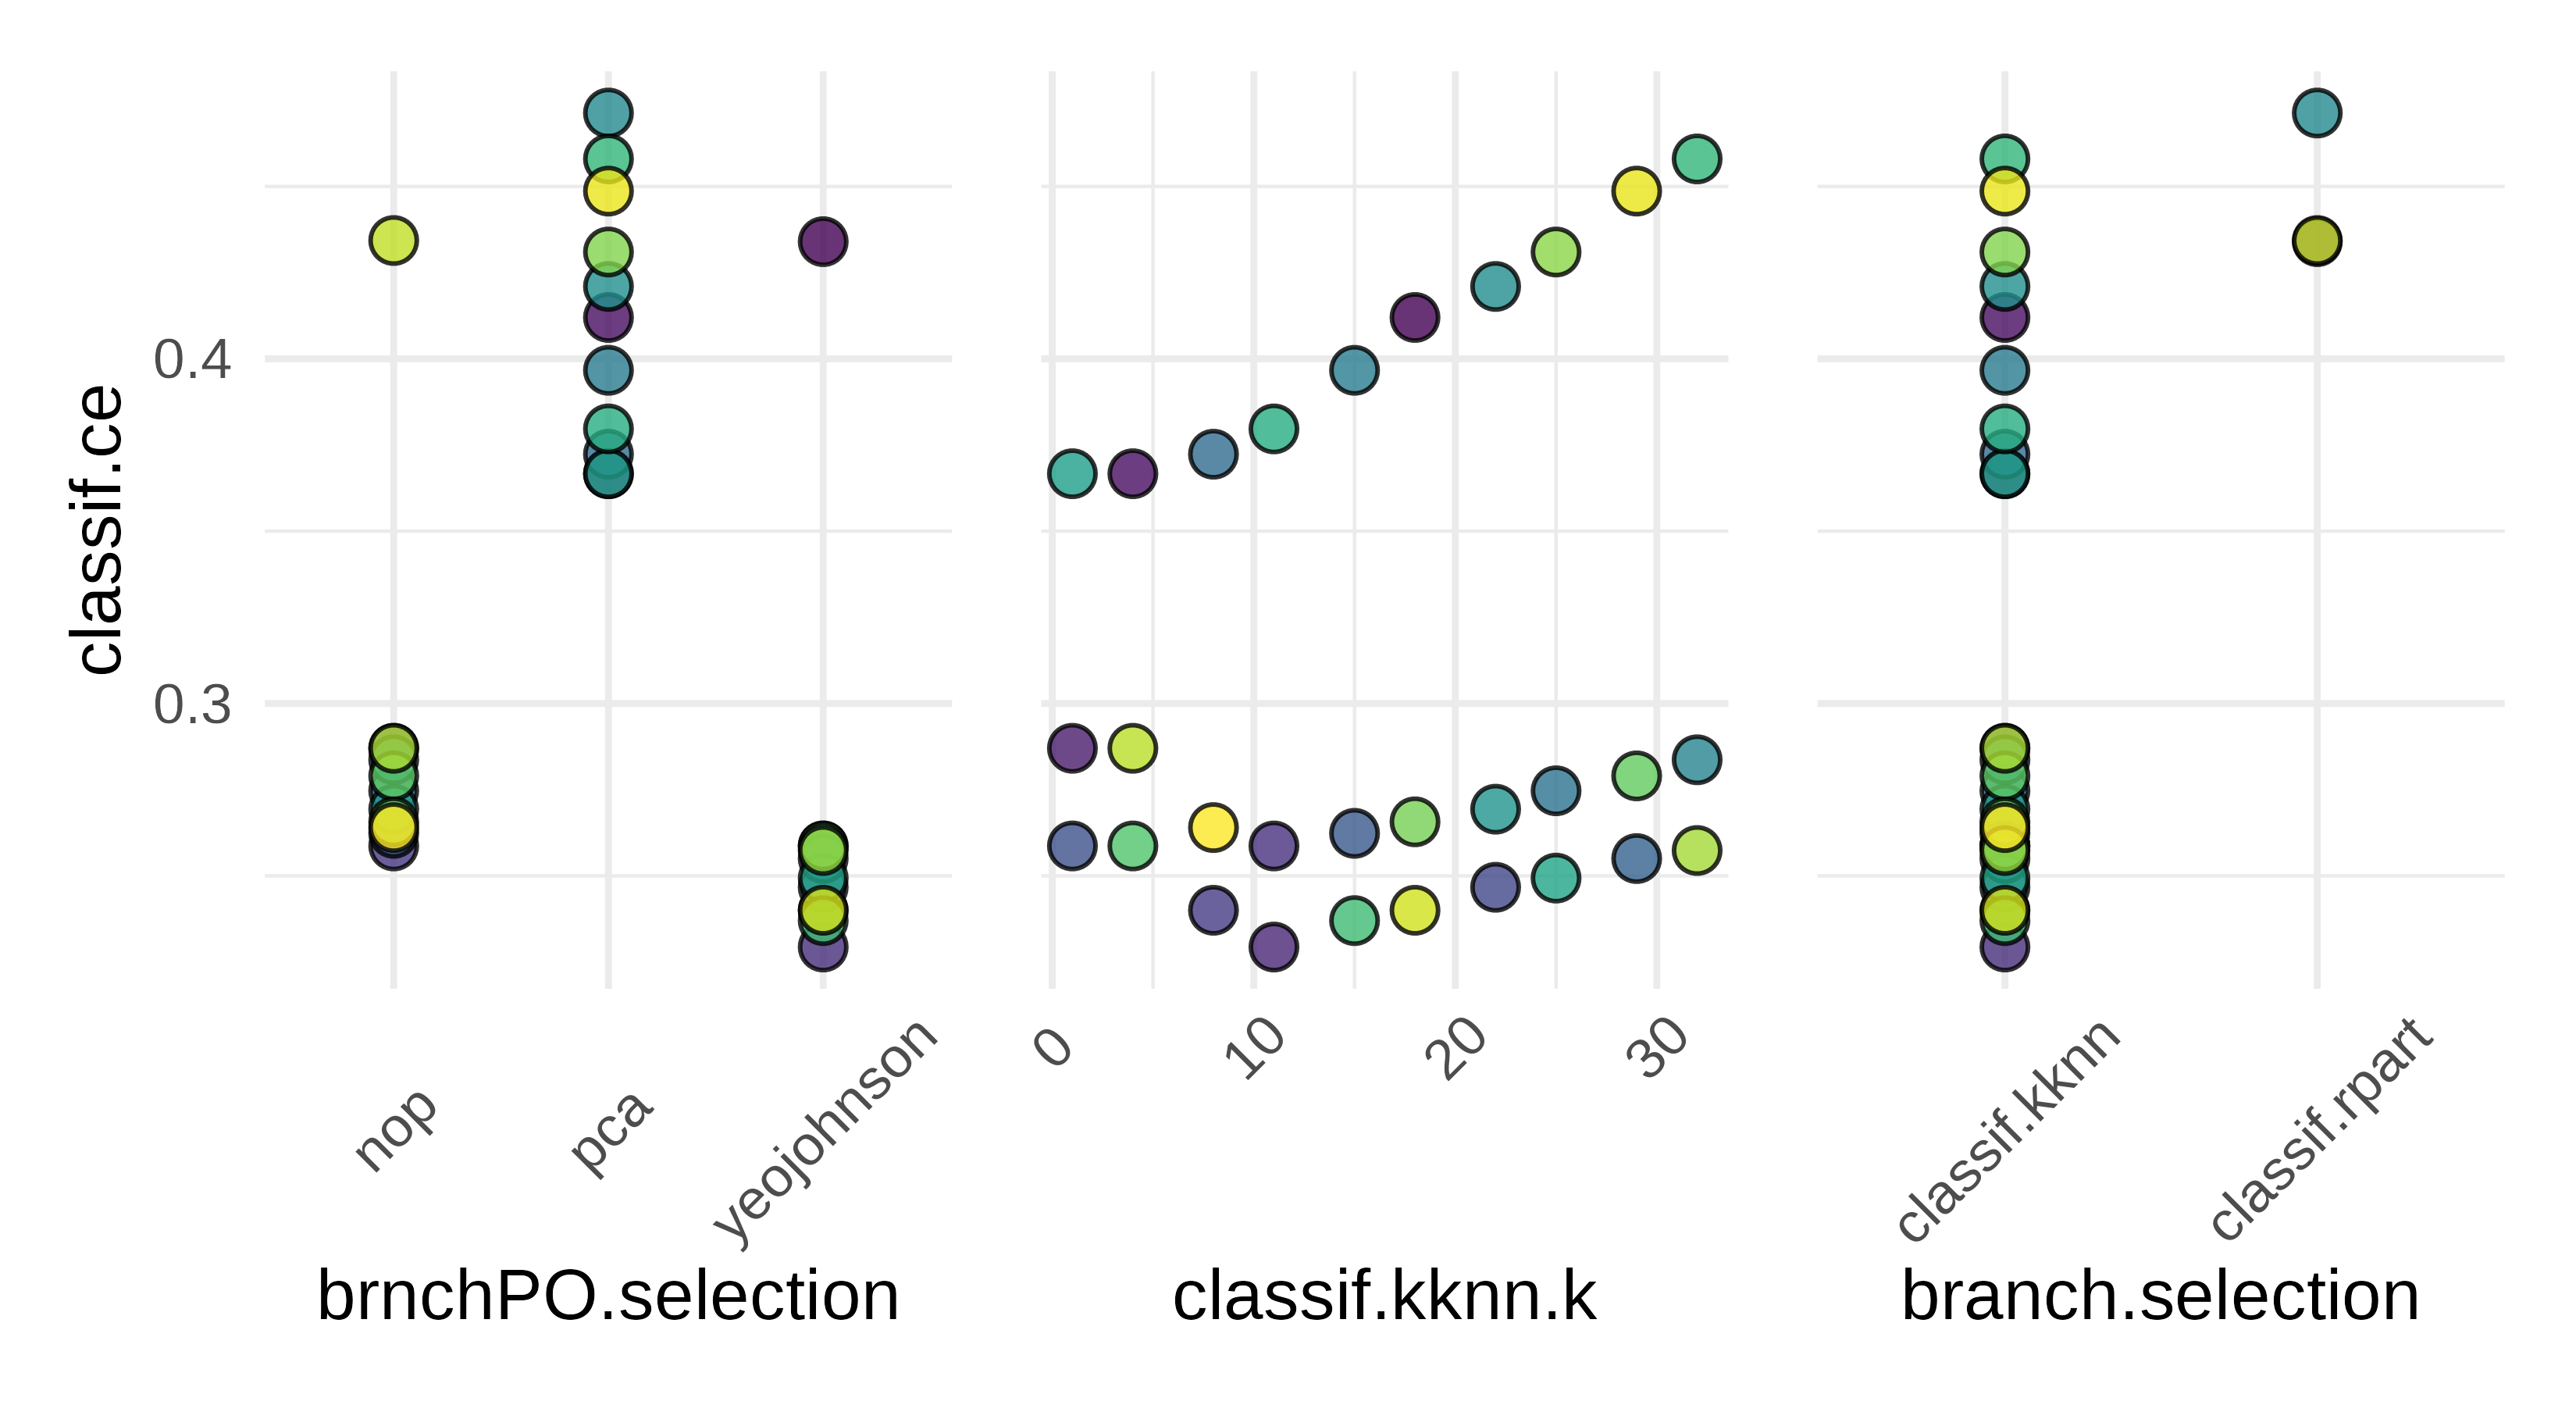 classif.ce
0.4
0.3
nop
pca
yeojohnson
brnchPO.selection
0
10
20
30
classif.kknn.k
classif.kknn
classif.rpart
branch.selection